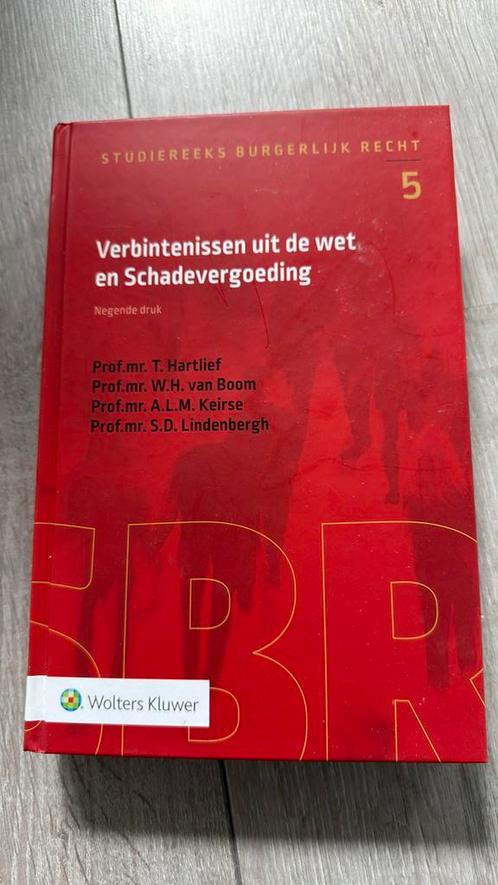 STUDIEREEKS BURGERLIJK RECHT
5
Verbintenissen uit de wet
en Schadevergoeding
Negende druk
Prof.mr. T. Hartlief
Prof.mr. W.H. van Boom
Prof.mr. A.L.M. Keirse
Prof.mr. S.D. Lindenbergh
SBR
Wolters Kluwer